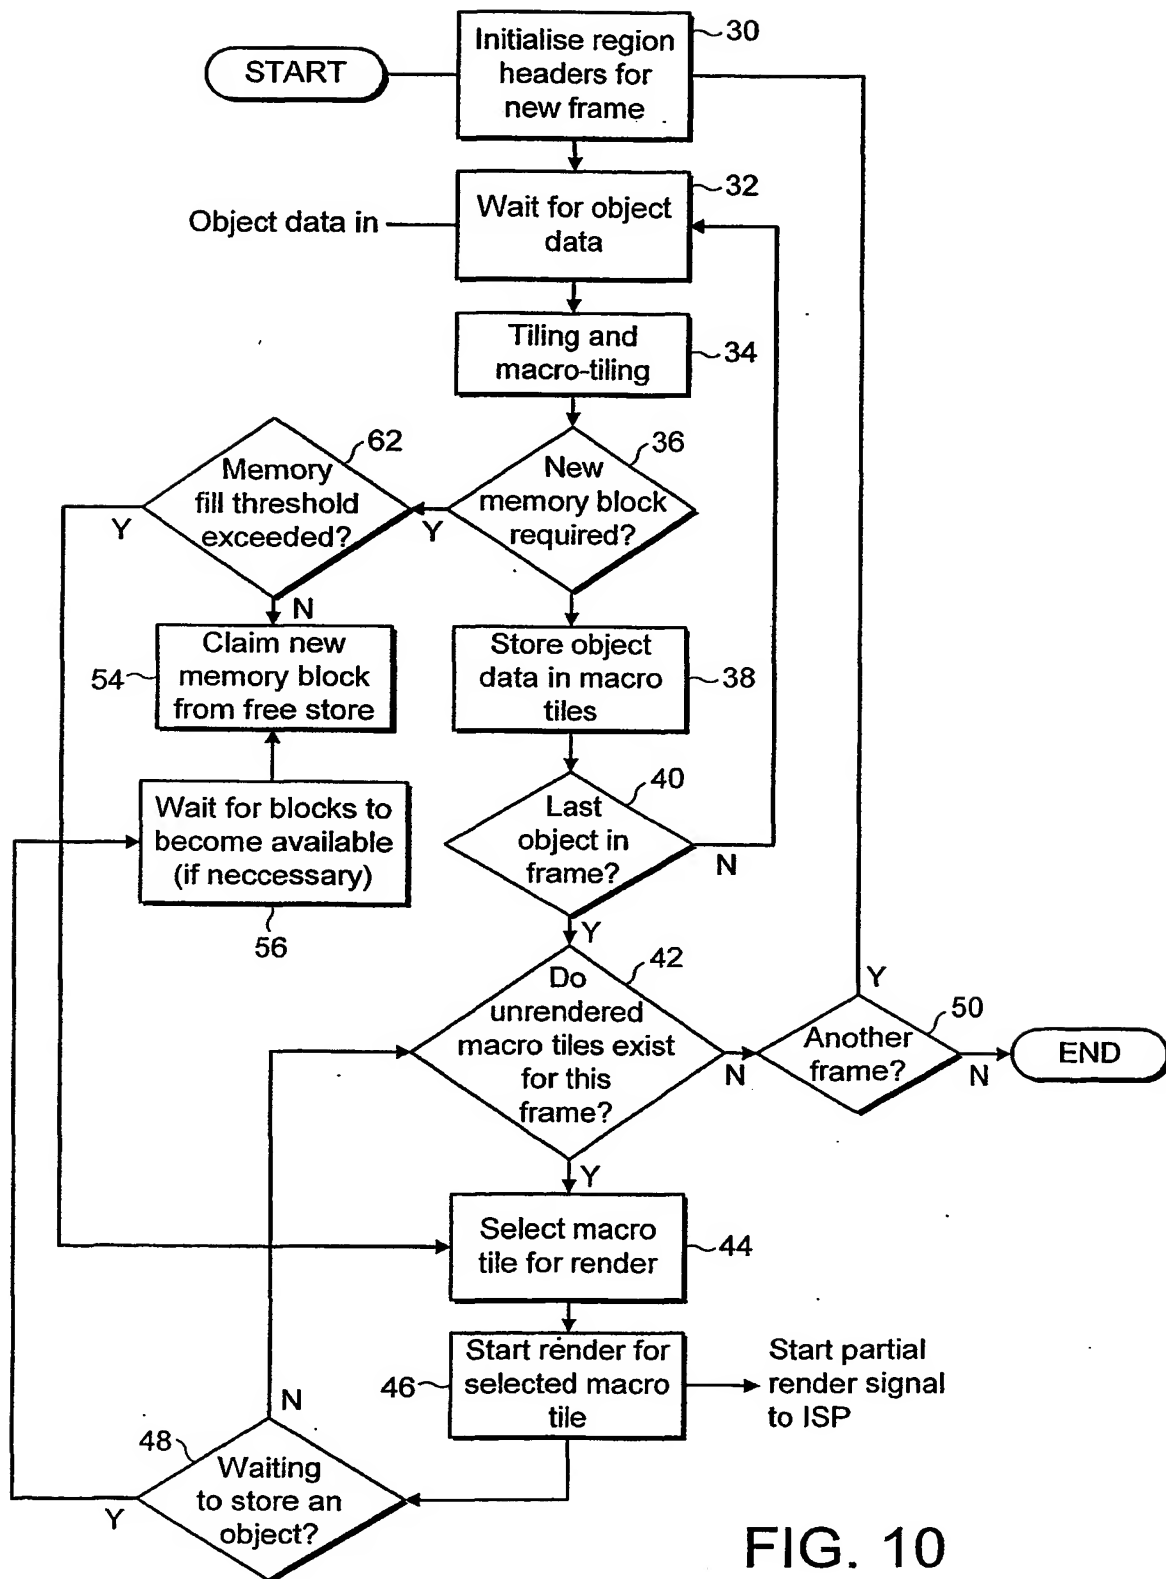 START
Initialise region
headers for
new frame
30
Object data in
Wait for object
data
32
Tiling and
macro-tiling
34
Memory
fill threshold
exceeded?
62
Y
N
New
memory block
required?
36
Y
Claim new
memory block
from free store
54
Store object
data in macro
tiles
38
Wait for blocks to
become available
(if neccessary)
56
Last
object in
frame?
40
N
Y
Do
unrendered
macro tiles exist
for this
frame?
42
N
Y
Another
frame?
50
Y
N
END
Select macro
tile for render
44
Start render for
selected macro
tile
46
Start partial
render signal
to ISP
Waiting
to store an
object?
48
N
Y
FIG. 10